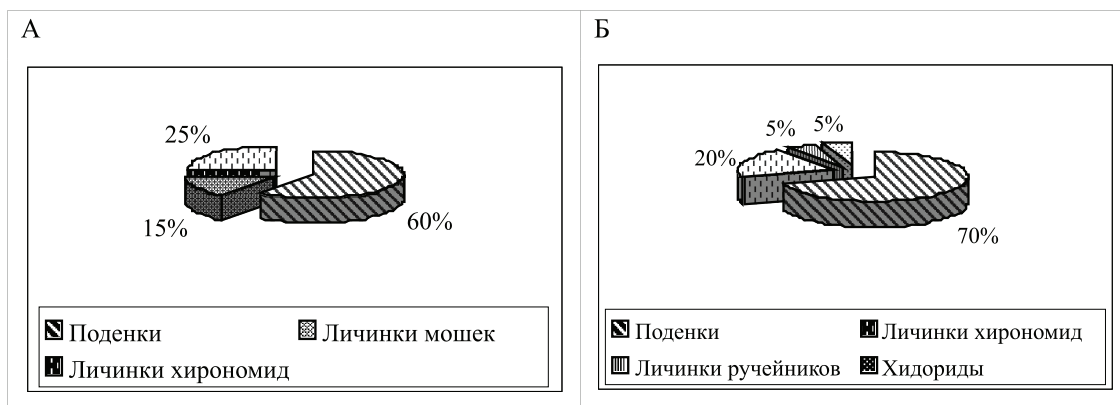 А
25%
15%
60%
Поденки
Личинки мошек
Личинки хирономид
Б
5%
5%
20%
70%
Поденки
Личинки хирономид
Личинки ручейников
Хидориды